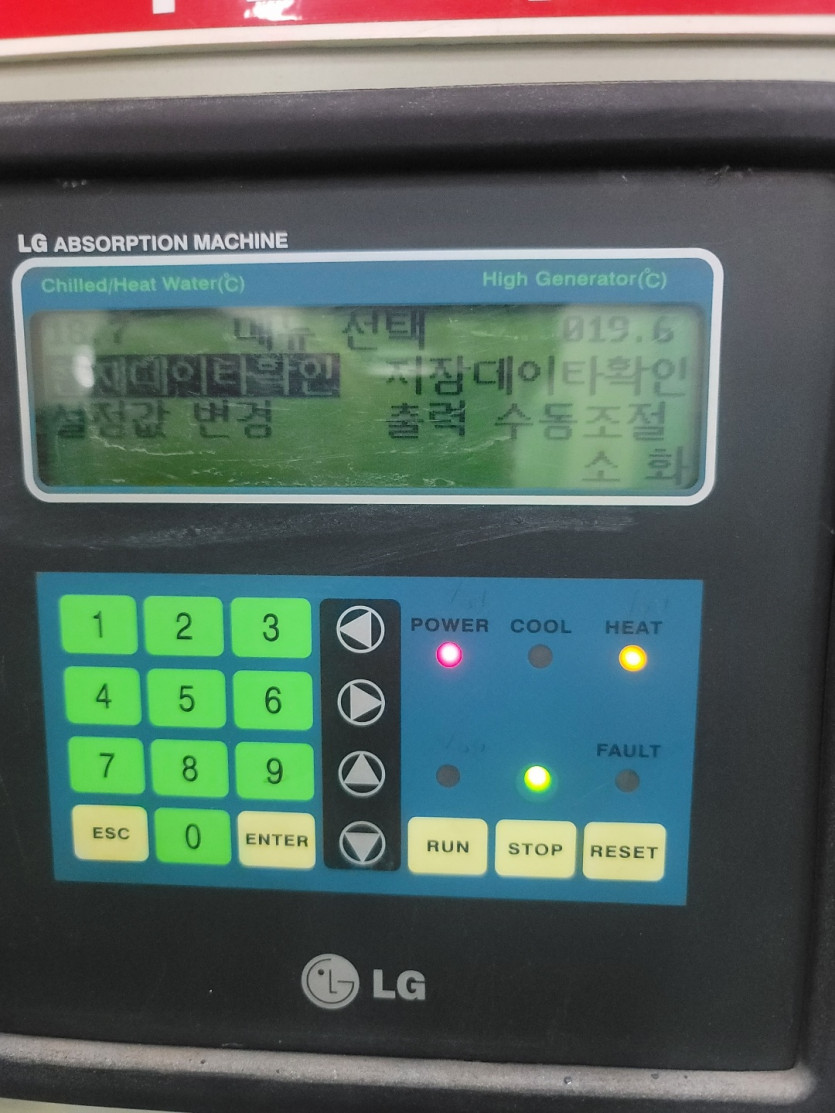 LG ABSORPTION MACHINE
Chilled/Heat Water(℃) High Generator(℃)
메뉴 선택 019.6
현재데이타확인 저장데이타확인
설정값 변경 출력 수동조절
소 화
1 2 3
POWER COOL HEAT
4 5 6
7 8 9
FAULT
ESC 0 ENTER
RUN STOP RESET
LG